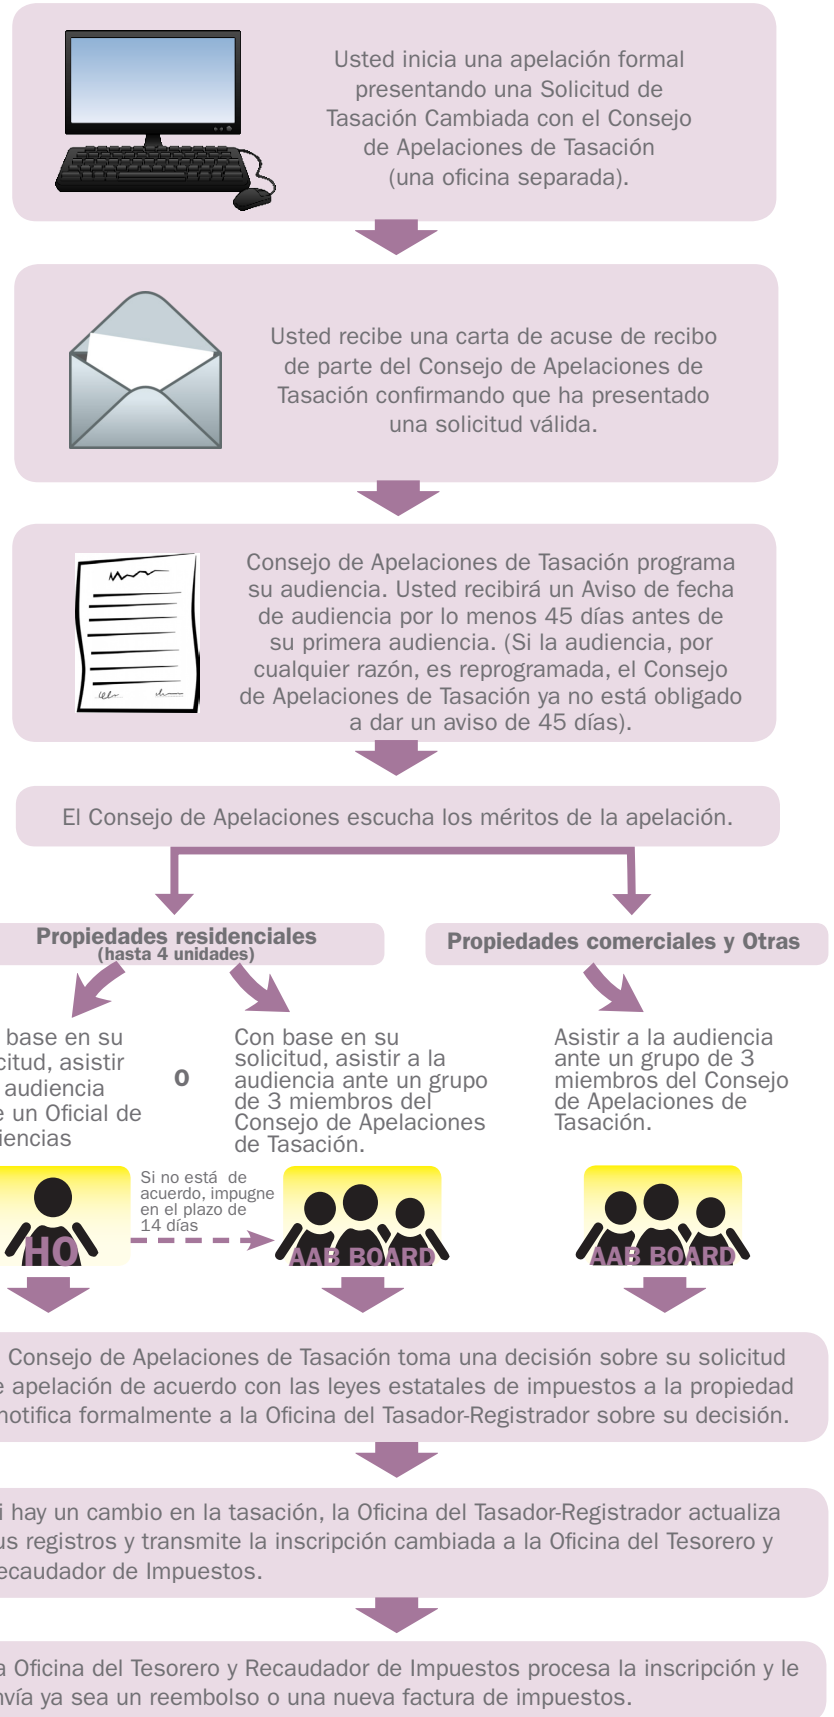 Usted inicia una apelación formal
presentando una Solicitud de
Tasación Cambiada con el Consejo
de Apelaciones de Tasación
(una oficina separada).
Usted recibe una carta de acuse de recibo
de parte del Consejo de Apelaciones de
Tasación confirmando que ha presentado
una solicitud válida.
Consejo de Apelaciones de Tasación programa
su audiencia. Usted recibirá un Aviso de fecha
de audiencia por lo menos 45 días antes de
su primera audiencia. (Si la audiencia, por
cualquier razón, es reprogramada, el Consejo
de Apelaciones de Tasación ya no está obligado
a dar un aviso de 45 días).
El Consejo de Apelaciones escucha los méritos de la apelación.
Propiedades residenciales
(hasta 4 unidades)
Propiedades comerciales y Otras
base en su
citud, asistir
audiencia
e un Oficial de
iencias
O
Con base en su
solicitud, asistir a la
audiencia ante un grupo
de 3 miembros del
Consejo de Apelaciones
de Tasación.
Asistir a la audiencia
ante un grupo de 3
miembros del Consejo
de Apelaciones de
Tasación.
HO
Si no está de
acuerdo, impugne
en el plazo de
14 días
AAB BOARD
AAB BOARD
Consejo de Apelaciones de Tasación toma una decisión sobre su solicitud
e apelación de acuerdo con las leyes estatales de impuestos a la propiedad
notifica formalmente a la Oficina del Tasador-Registrador sobre su decisión.
i hay un cambio en la tasación, la Oficina del Tasador-Registrador actualiza
us registros y transmite la inscripción cambiada a la Oficina del Tesorero y
ecaudador de Impuestos.
a Oficina del Tesorero y Recaudador de Impuestos procesa la inscripción y le
nvía ya sea un reembolso o una nueva factura de impuestos.